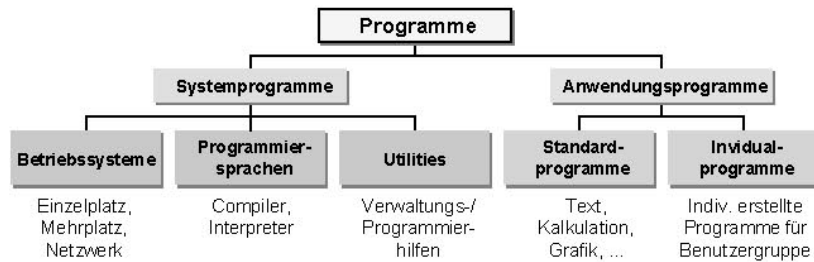 Programme
Systemprogramme
Anwendungsprogramme
Betriebssysteme
Programmier-
sprachen
Utilities
Standard-
programme
Invidual-
programme
Einzelplatz,
Mehrplatz,
Netzwerk
Compiler,
Interpreter
Verwaltungs-/
Programmier-
hilfen
Text,
Kalkulation,
Grafik, ...
Indiv. erstellte
Programme für
Benutzergruppe